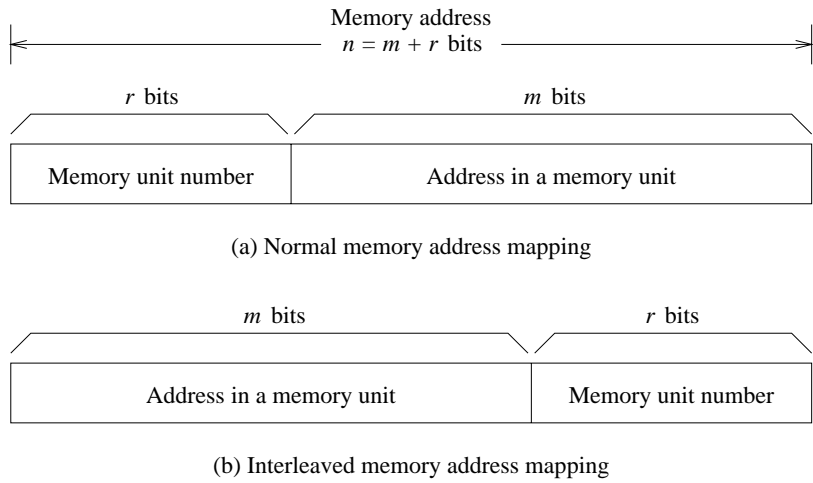 Memory address
n = m + r bits
r bits
m bits
Memory unit number
Address in a memory unit
(a) Normal memory address mapping
m bits
r bits
Address in a memory unit
Memory unit number
(b) Interleaved memory address mapping